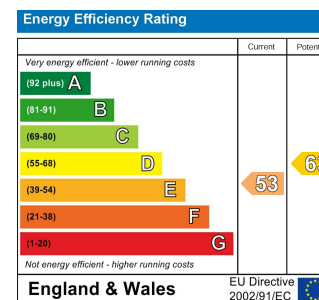 Energy Efficiency Rating
Current
Very energy efficient - lower running costs
(92 plus) A
(81-91) B
(69-80) C
(55-68) D
(39-54) E
53
(21-38) F
(1-20) G
Not energy efficient - higher running costs
England & Wales
EU Directive
2002/91/EC